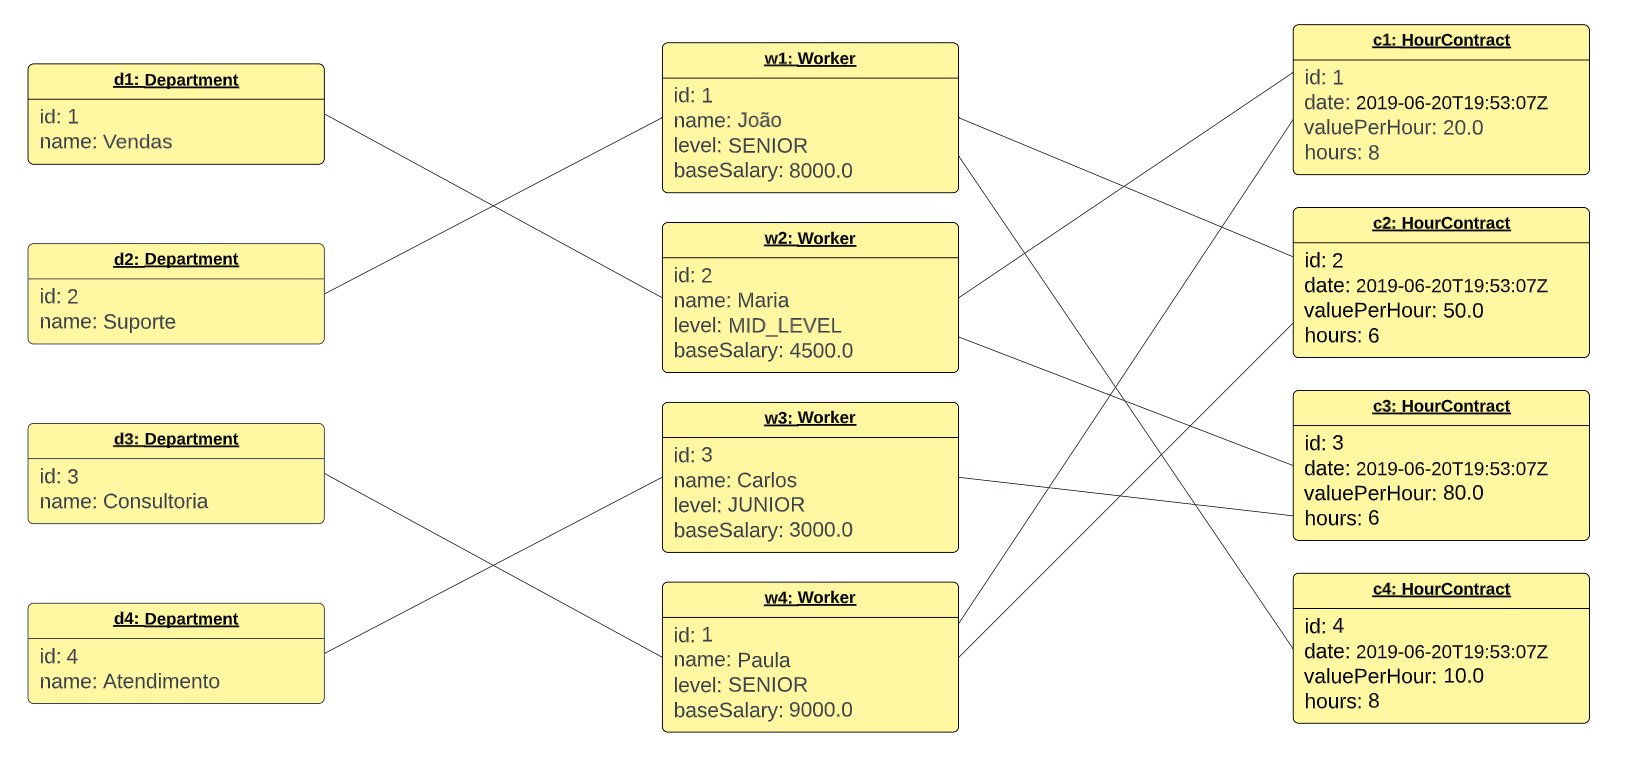 d1: Department
id: 1
name: Vendas
d2: Department
id: 2
name: Suporte
d3: Department
id: 3
name: Consultoria
d4: Department
id: 4
name: Atendimento
w1: Worker
id: 1
name: João
level: SENIOR
baseSalary: 8000.0
w2: Worker
id: 2
name: Maria
level: MID_LEVEL
baseSalary: 4500.0
w3: Worker
id: 3
name: Carlos
level: JUNIOR
baseSalary: 3000.0
w4: Worker
id: 1
name: Paula
level: SENIOR
baseSalary: 9000.0
c1: HourContract
id: 1
date: 2019-06-20T19:53:07Z
valuePerHour: 20.0
hours: 8
c2: HourContract
id: 2
date: 2019-06-20T19:53:07Z
valuePerHour: 50.0
hours: 6
c3: HourContract
id: 3
date: 2019-06-20T19:53:07Z
valuePerHour: 80.0
hours: 6
c4: HourContract
id: 4
date: 2019-06-20T19:53:07Z
valuePerHour: 10.0
hours: 8